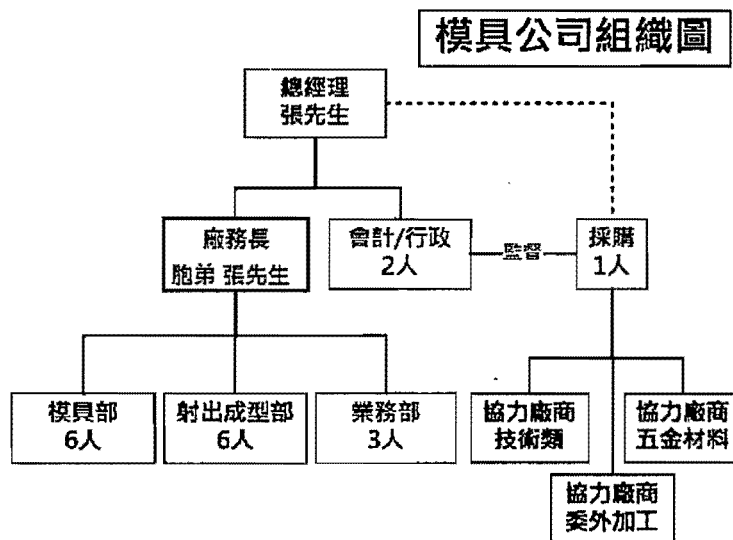 模具公司組織圖
總經理
張先生
廠務長
胞弟 張先生
會計/行政
2人
監督
採購
1人
模具部
6人
射出成型部
6人
業務部
3人
協力廠商
技術類
協力廠商
五金材料
協力廠商
委外加工